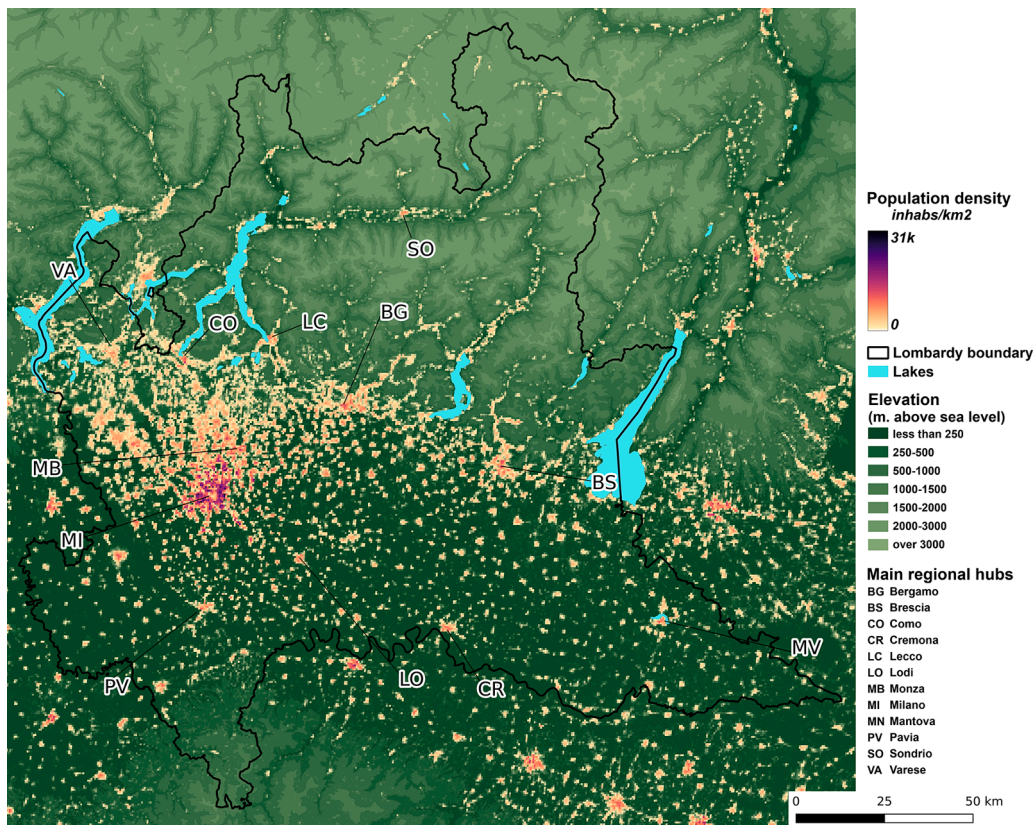 SO
VA
CO
LC
BG
MB
BS
MI
PV
LO
CR
MV
Population density
inhabs/km2
31k
0
Lombardy boundary
Lakes
Elevation
(m. above sea level)
less than 250
250-500
500-1000
1000-1500
1500-2000
2000-3000
over 3000
Main regional hubs
BG Bergamo
BS Brescia
CO Como
CR Cremona
LC Lecco
LO Lodi
MB Monza
MI Milano
MN Mantova
PV Pavia
SO Sondrio
VA Varese
0 25 50 km